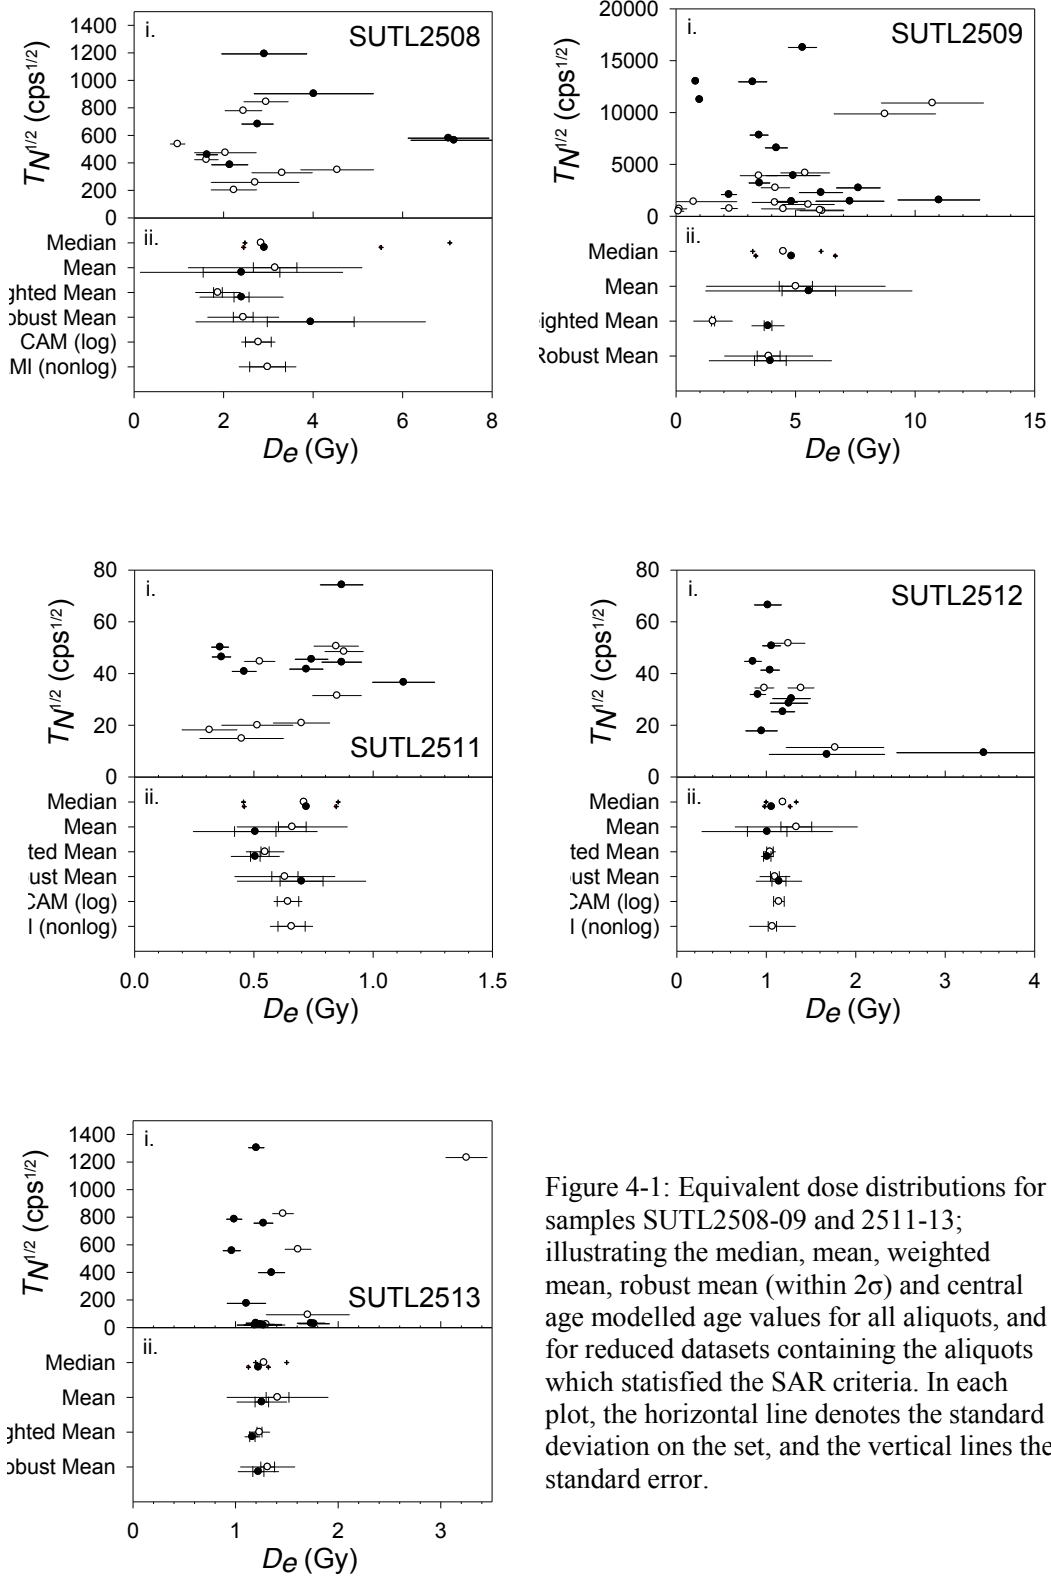 i.
SUTL2508
1400
1200
1000
800
600
400
200
0
TN1/2 (cps1/2)
ii.
Median
Mean
ghted Mean
obust Mean
CAM (log)
MI (nonlog)
0 2 4 6 8
De (Gy)
i.
SUTL2509
20000
15000
10000
5000
0
TN1/2 (cps1/2)
ii.
Median
Mean
ighted Mean
Robust Mean
0 5 10 15
De (Gy)
i.
80
60
40
20
0
TN1/2 (cps1/2)
SUTL2511
ii.
Median
Mean
ted Mean
ust Mean
CAM (log)
I (nonlog)
0.0 0.5 1.0 1.5
De (Gy)
i.
SUTL2512
80
60
40
20
0
TN1/2 (cps1/2)
ii.
Median
Mean
ted Mean
ust Mean
CAM (log)
I (nonlog)
0 1 2 3 4
De (Gy)
i.
1400
1200
1000
800
600
400
200
0
TN1/2 (cps1/2)
SUTL2513
ii.
Median
Mean
ghted Mean
obust Mean
0 1 2 3
De (Gy)
Figure 4-1: Equivalent dose distributions for
samples SUTL2508-09 and 2511-13;
illustrating the median, mean, weighted
mean, robust mean (within 2σ) and central
age modelled age values for all aliquots, and
for reduced datasets containing the aliquots
which statisfied the SAR criteria. In each
plot, the horizontal line denotes the standard
deviation on the set, and the vertical lines the
standard error.